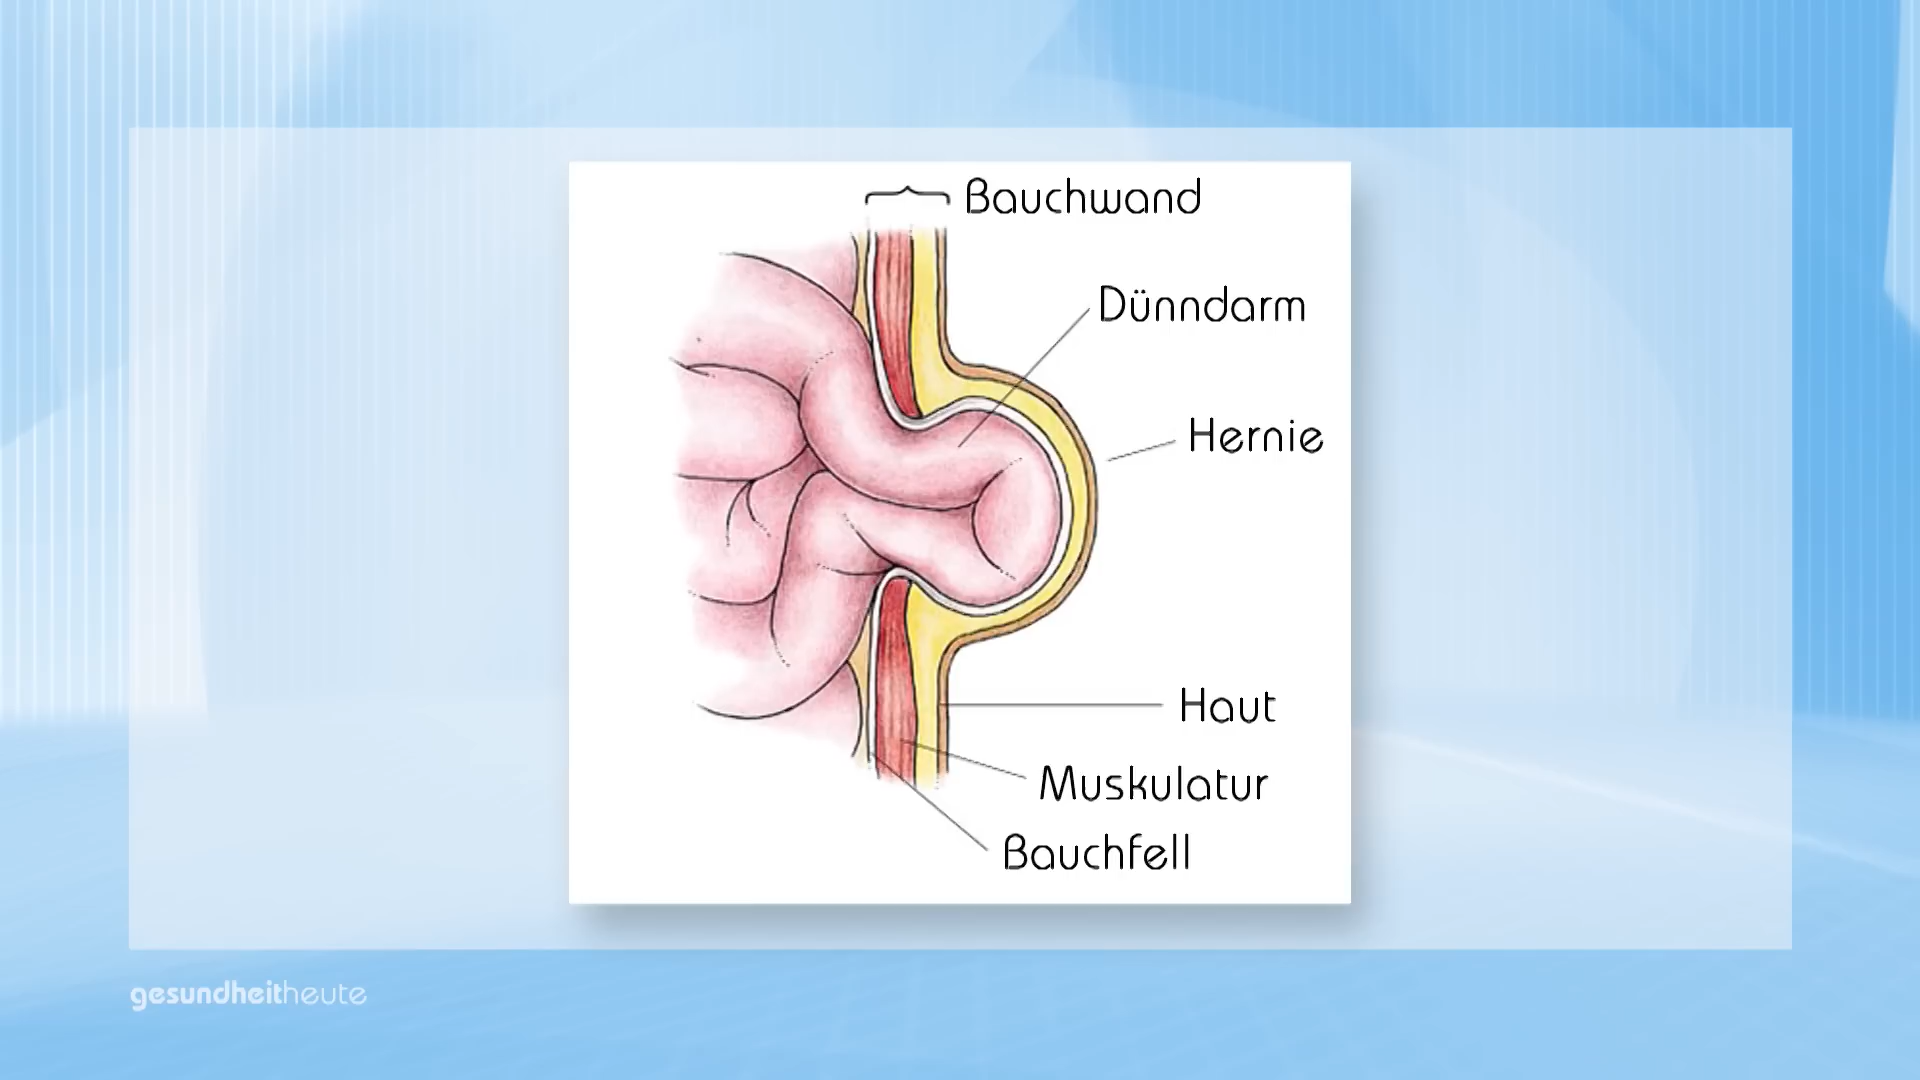 Bauchwand
Dünndarm
Hernie
Haut
Muskulatur
Bauchfell
gesundheitheute